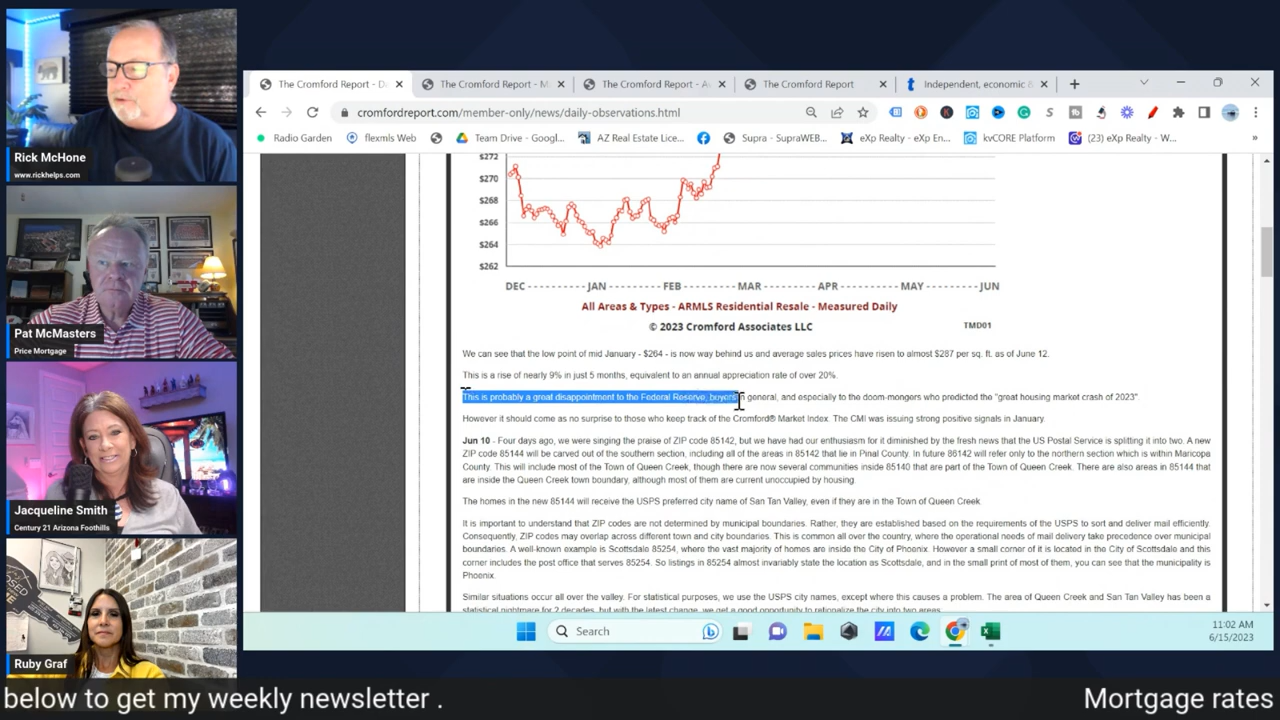 Rick McHone
www.rickhelps.com
Pat McMasters
Price Mortgage
Jacqueline Smith
Century 21 Arizona Foothills
Ruby Graf
The Cromford Report - D
The Cromford Report - M
The Cromford Report - A
The Cromford Report
Independent, economic &
cromfordreport.com/member-only/news/daily-observations.html
Radio Garden
flexmls Web
Team Drive - Googl...
AZ Real Estate Lice...
Supra - SupraWEB...
eXp Realty - eXp En...
kvCORE Platform
(23) eXp Realty - W...
»
$272
$270
$268
$266
$264
$262
DEC - - - - - - - - - - - JAN - - - - - - - - - - - FEB - - - - - - - - - - - MAR - - - - - - - - - - - APR - - - - - - - - - - - MAY - - - - - - - - - - - JUN
All Areas & Types - ARMLS Residential Resale - Measured Daily
© 2023 Cromford Associates LLC
TMD01
We can see that the low point of mid January - $264 - is now way behind us and average sales prices have risen to almost $287 per sq. ft. as of June 12.
This is a rise of nearly 9% in just 5 months, equivalent to an annual appreciation rate of over 20%.
This is probably a great disappointment to the Federal Reserve, buyers in general, and especially to the doom-mongers who predicted the "great housing market crash of 2023".
However it should come as no surprise to those who keep track of the Cromford® Market Index. The CMI was issuing strong positive signals in January.
Jun 10 - Four days ago, we were singing the praise of ZIP code 85142, but we have had our enthusiasm for it diminished by the fresh news that the US Postal Service is splitting it into two. A new
ZIP code 85144 will be carved out of the southern section, including all of the areas in 85142 that lie in Pinal County. In future 86142 will refer only to the northern section which is within Maricopa
County. This will include most of the Town of Queen Creek, though there are now several communities inside 85140 that are part of the Town of Queen Creek. There are also areas in 85144 that
are inside the Queen Creek town boundary, although most of them are current unoccupied by housing.
The homes in the new 85144 will receive the USPS preferred city name of San Tan Valley, even if they are in the Town of Queen Creek.
It is important to understand that ZIP codes are not determined by municipal boundaries. Rather, they are established based on the requirements of the USPS to sort and deliver mail efficiently.
Consequently, ZIP codes may overlap across different town and city boundaries. This is common all over the country, where the operational needs of mail delivery take precedence over municipal
boundaries. A well-known example is Scottsdale 85254, where the vast majority of homes are inside the City of Phoenix. However a small corner of it is located in the City of Scottsdale and this
corner includes the post office that serves 85254. So listings in 85254 almost invariably state the location as Scottsdale, and in the small print of most of them, you can see that the municipality is
Phoenix.
Similar situations occur all over the valley. For statistical purposes, we use the USPS city names, except where this causes a problem. The area of Queen Creek and San Tan Valley has been a
statistical nightmare for 2 decades, but with the latest change, we get a good opportunity to rationalize the city into two areas.
Search
11:02 AM
6/15/2023
below to get my weekly newsletter .
Mortgage rates